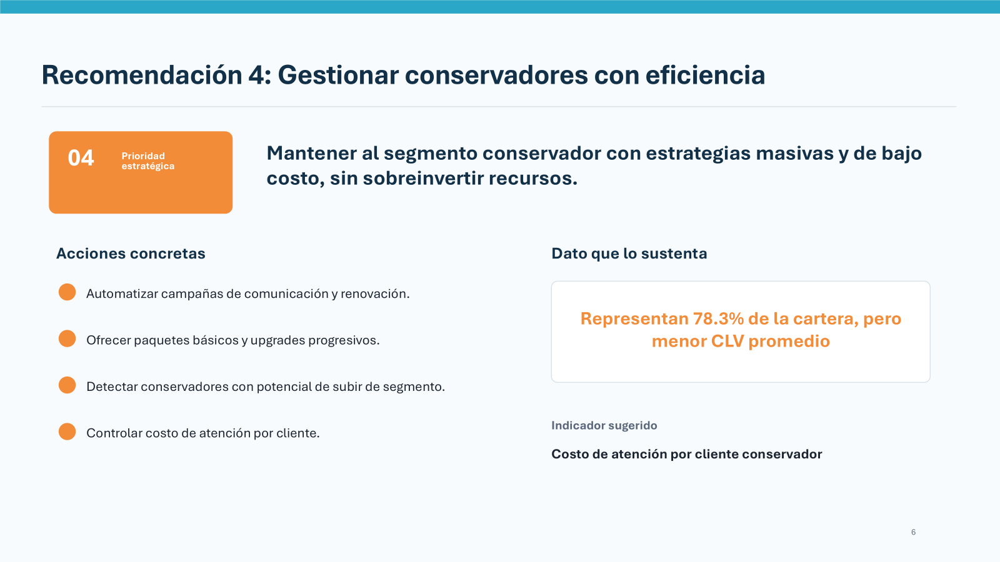 Recomendación 4: Gestionar conservadores con eficiencia
04
Prioridad
estratégica
Mantener al segmento conservador con estrategias masivas y de bajo
costo, sin sobreinvertir recursos.
Acciones concretas
Automatizar campañas de comunicación y renovación.
Ofrecer paquetes básicos y upgrades progresivos.
Detectar conservadores con potencial de subir de segmento.
Controlar costo de atención por cliente.
Dato que lo sustenta
Representan 78.3% de la cartera, pero
menor CLV promedio
Indicador sugerido
Costo de atención por cliente conservador
6